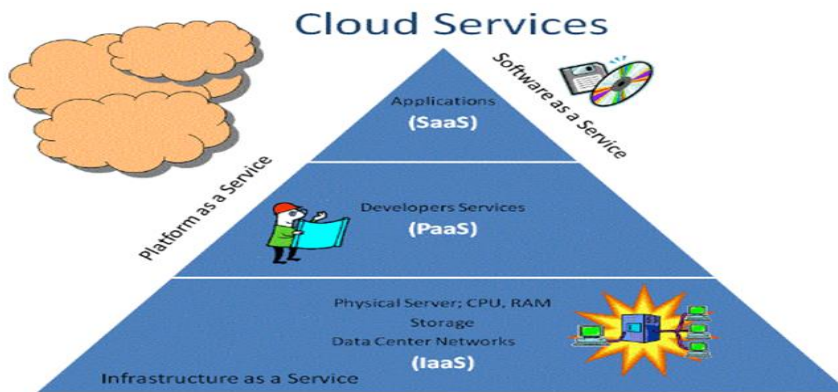 Cloud Services
Software as a Service
Applications
(SaaS)
Platform as a Service
Developers Services
(PaaS)
Physical Server; CPU, RAM
Storage
Data Center Networks
(IaaS)
Infrastructure as a Service